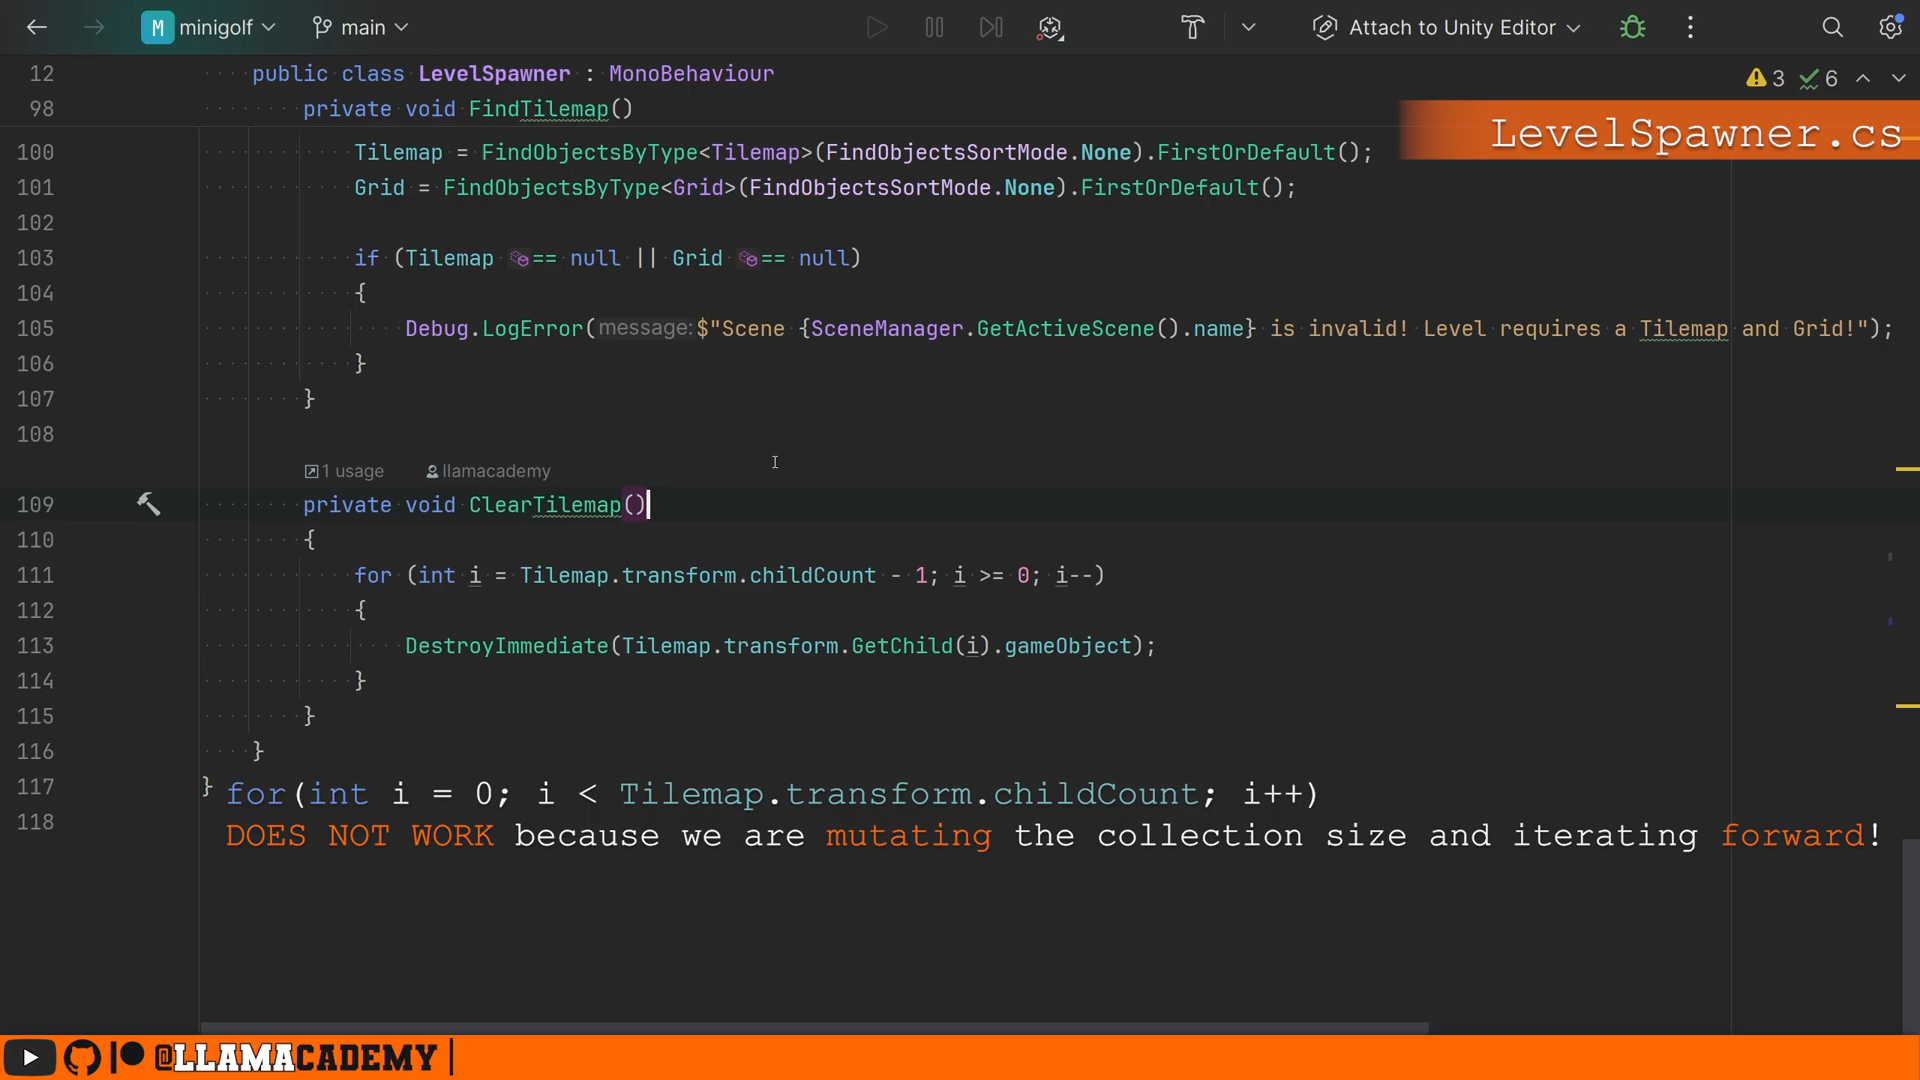 M minigolf main Attach to Unity Editor
12 public class LevelSpawner : MonoBehaviour 3 6
98 private void FindTilemap()
LevelSpawner.cs
100 Tilemap = FindObjectsByType<Tilemap>(FindObjectsSortMode.None).FirstOrDefault();
101 Grid = FindObjectsByType<Grid>(FindObjectsSortMode.None).FirstOrDefault();
102
103 if (Tilemap == null || Grid == null)
104 {
105 Debug.LogError(message:$"Scene {SceneManager.GetActiveScene().name} is invalid! Level requires a Tilemap and Grid!");
106 }
107 }
108
1 usage llamacademy
109 private void ClearTilemap()
110 {
111 for (int i = Tilemap.transform.childCount - 1; i >= 0; i--)
112 {
113 DestroyImmediate(Tilemap.transform.GetChild(i).gameObject);
114 }
115 }
116 }
117 }
for(int i = 0; i < Tilemap.transform.childCount; i++)
118
DOES NOT WORK because we are mutating the collection size and iterating forward!
@LLAMACADEMY